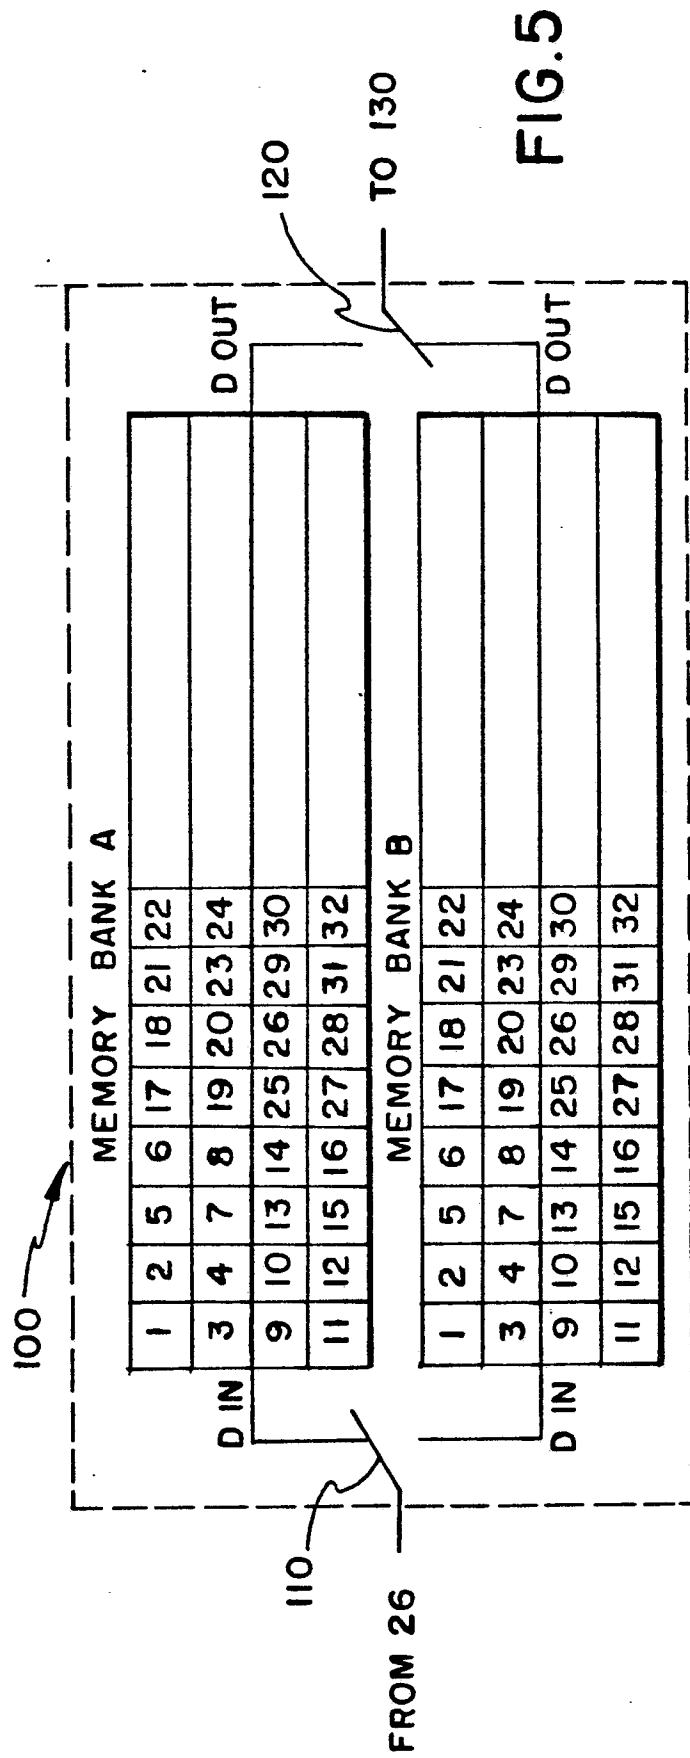 100
MEMORY BANK A
1 2 5 6 17 18 21 22
3 4 7 8 19 20 23 24
9 10 13 14 25 26 29 30
11 12 15 16 27 28 31 32
D IN
D OUT
110
120
FROM 26
TO 130
MEMORY BANK B
1 2 5 6 17 18 21 22
3 4 7 8 19 20 23 24
9 10 13 14 25 26 29 30
11 12 15 16 27 28 31 32
D IN
D OUT
FIG.5